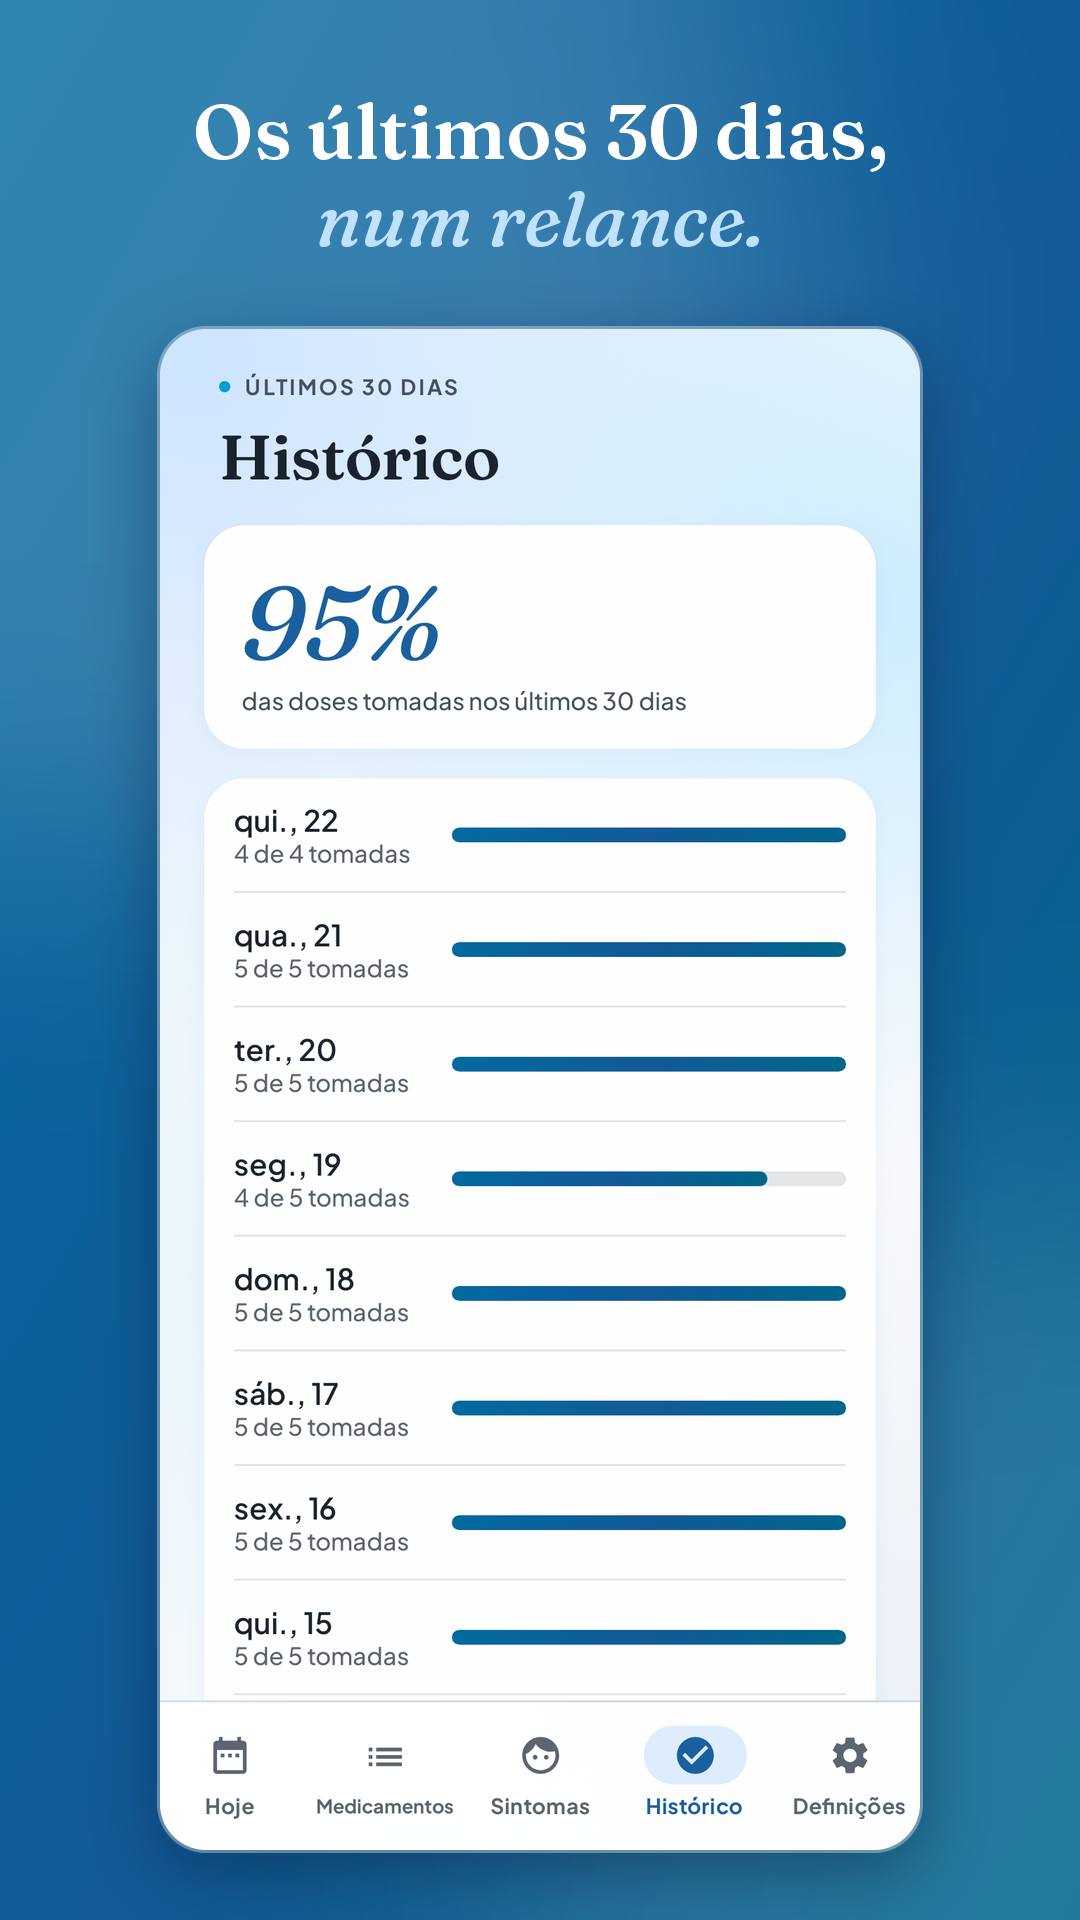 Os últimos 30 dias,
num relance.
ÚLTIMOS 30 DIAS
Histórico
95%
das doses tomadas nos últimos 30 dias
qui., 22
4 de 4 tomadas
qua., 21
5 de 5 tomadas
ter., 20
5 de 5 tomadas
seg., 19
4 de 5 tomadas
dom., 18
5 de 5 tomadas
sáb., 17
5 de 5 tomadas
sex., 16
5 de 5 tomadas
qui., 15
5 de 5 tomadas
Hoje Medicamentos Sintomas Histórico Definições